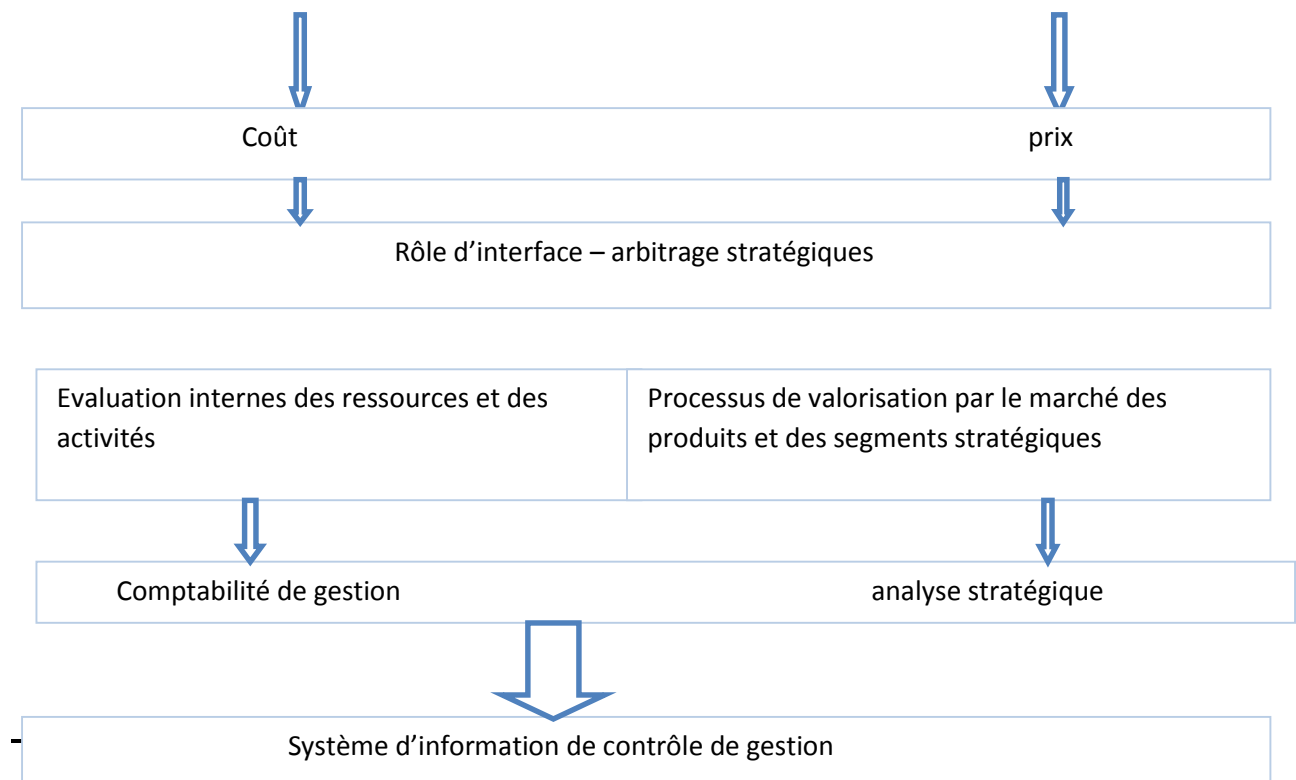 Coût prix
Rôle d’interface – arbitrage stratégiques
Evaluation internes des ressources et des
activités
Processus de valorisation par le marché des
produits et des segments stratégiques
Comptabilité de gestion analyse stratégique
-
Système d’information de contrôle de gestion